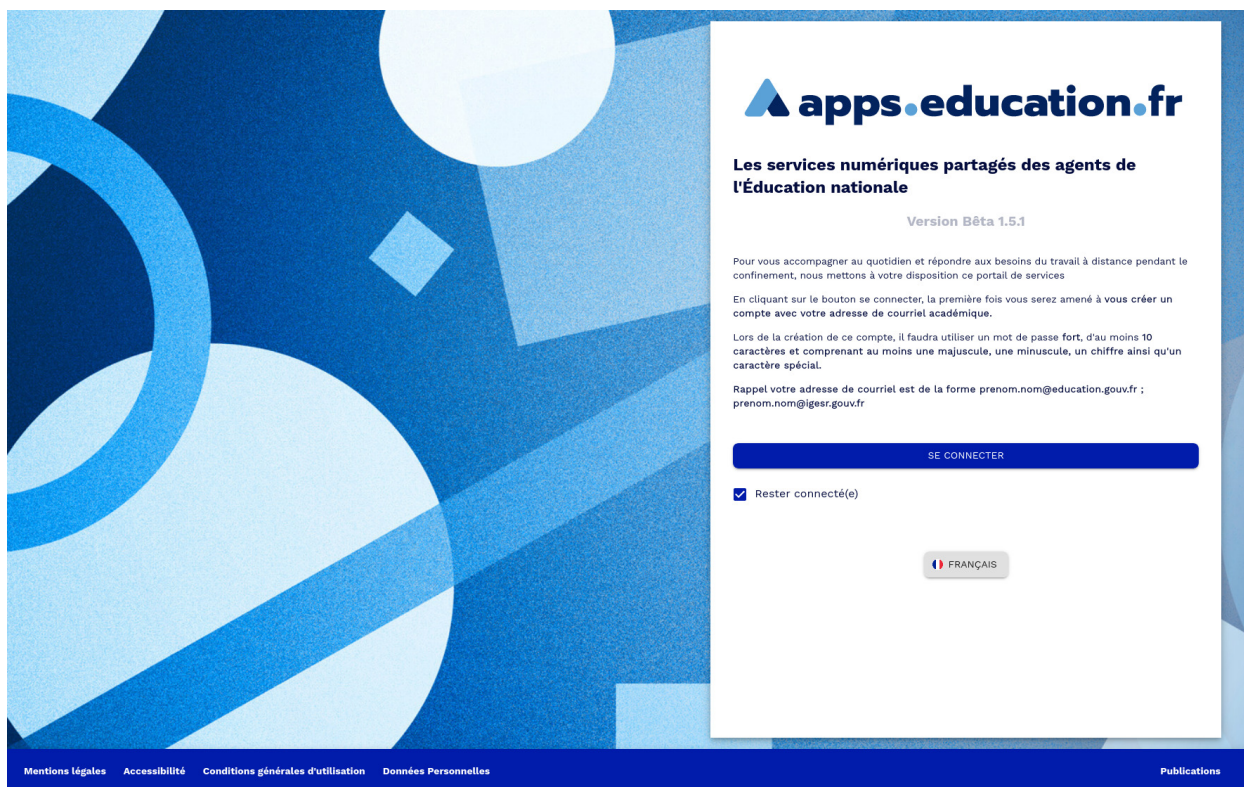 apps.education.fr
Les services numériques partagés des agents de
l'Éducation nationale
Version Bêta 1.5.1
Pour vous accompagner au quotidien et répondre aux besoins du travail à distance pendant le
confinement, nous mettons à votre disposition ce portail de services
En cliquant sur le bouton se connecter, la première fois vous serez amené à vous créer un
compte avec votre adresse de courriel académique.
Lors de la création de ce compte, il faudra utiliser un mot de passe fort, d'au moins 10
caractères et comprenant au moins une majuscule, une minuscule, un chiffre ainsi qu'un
caractère spécial.
Rappel votre adresse de courriel est de la forme prenom.nom@education.gouv.fr ;
prenom.nom@igesr.gouv.fr
SE CONNECTER
Rester connecté(e)
FRANÇAIS
Mentions légales Accessibilité Conditions générales d'utilisation Données Personnelles Publications